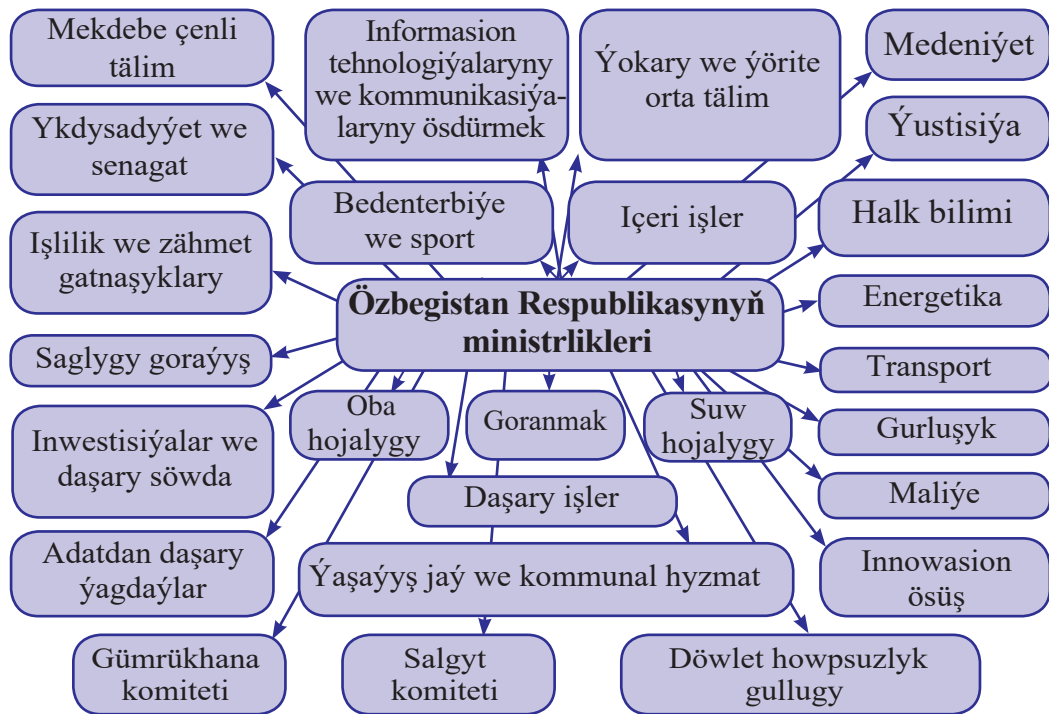 Mekdebe çenli
tälim
Informasion
tehnologiýalaryny
we kommunikasiýa-
laryny ösdürmek
Ýokary we ýörite
orta tälim
Medeniýet
Ykdysadyýet we
senagat
Ýustisiýa
Bedenterbiýe
we sport
Içeri işler
Halk bilimi
Işlilik we zähmet
gatnaşyklary
Özbegistan Respublikasynyň
ministrlikleri
Energetika
Saglygy goraýyş
Transport
Oba
hojalygy
Goranmak
Suw
hojalygy
Gurluşyk
Inwestisiýalar we
daşary söwda
Daşary işler
Maliýe
Adatdan daşary
ýagdaýlar
Ýaşaýyş jaý we kommunal hyzmat
Innowasion
ösüş
Gümrükhana
komiteti
Salgyt
komiteti
Döwlet howpsuzlyk
gullugy